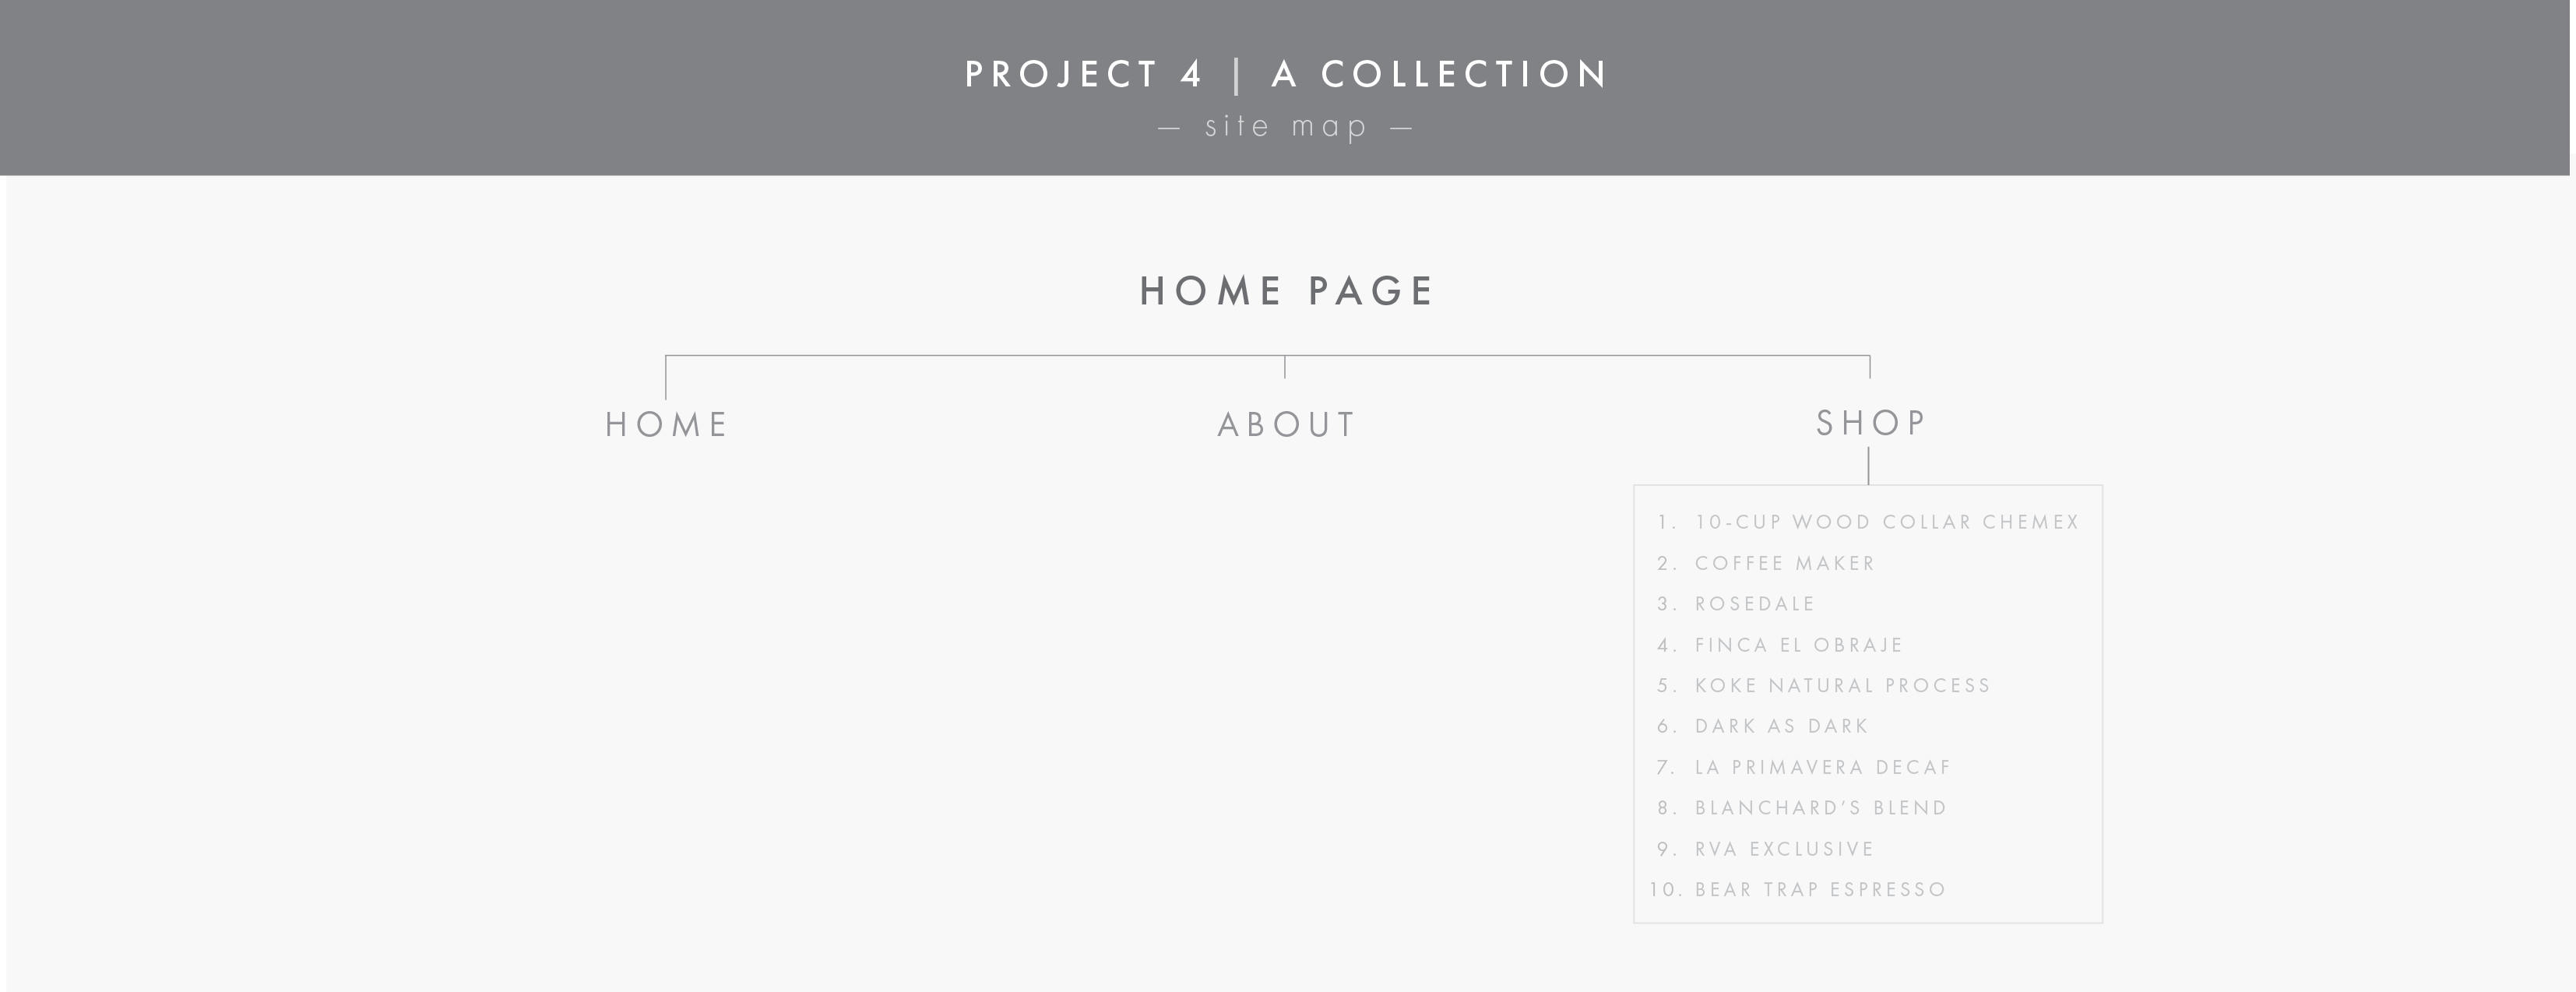 PROJECT 4 | A COLLECTION
— site map —
HOME PAGE
HOME
ABOUT
SHOP
1. 10-CUP WOOD COLLAR CHEMEX
2. COFFEE MAKER
3. ROSEDALE
4. FINCA EL OBRAJE
5. KOKE NATURAL PROCESS
6. DARK AS DARK
7. LA PRIMAVERA DECAF
8. BLANCHARD’S BLEND
9. RVA EXCLUSIVE
10. BEAR TRAP ESPRESSO